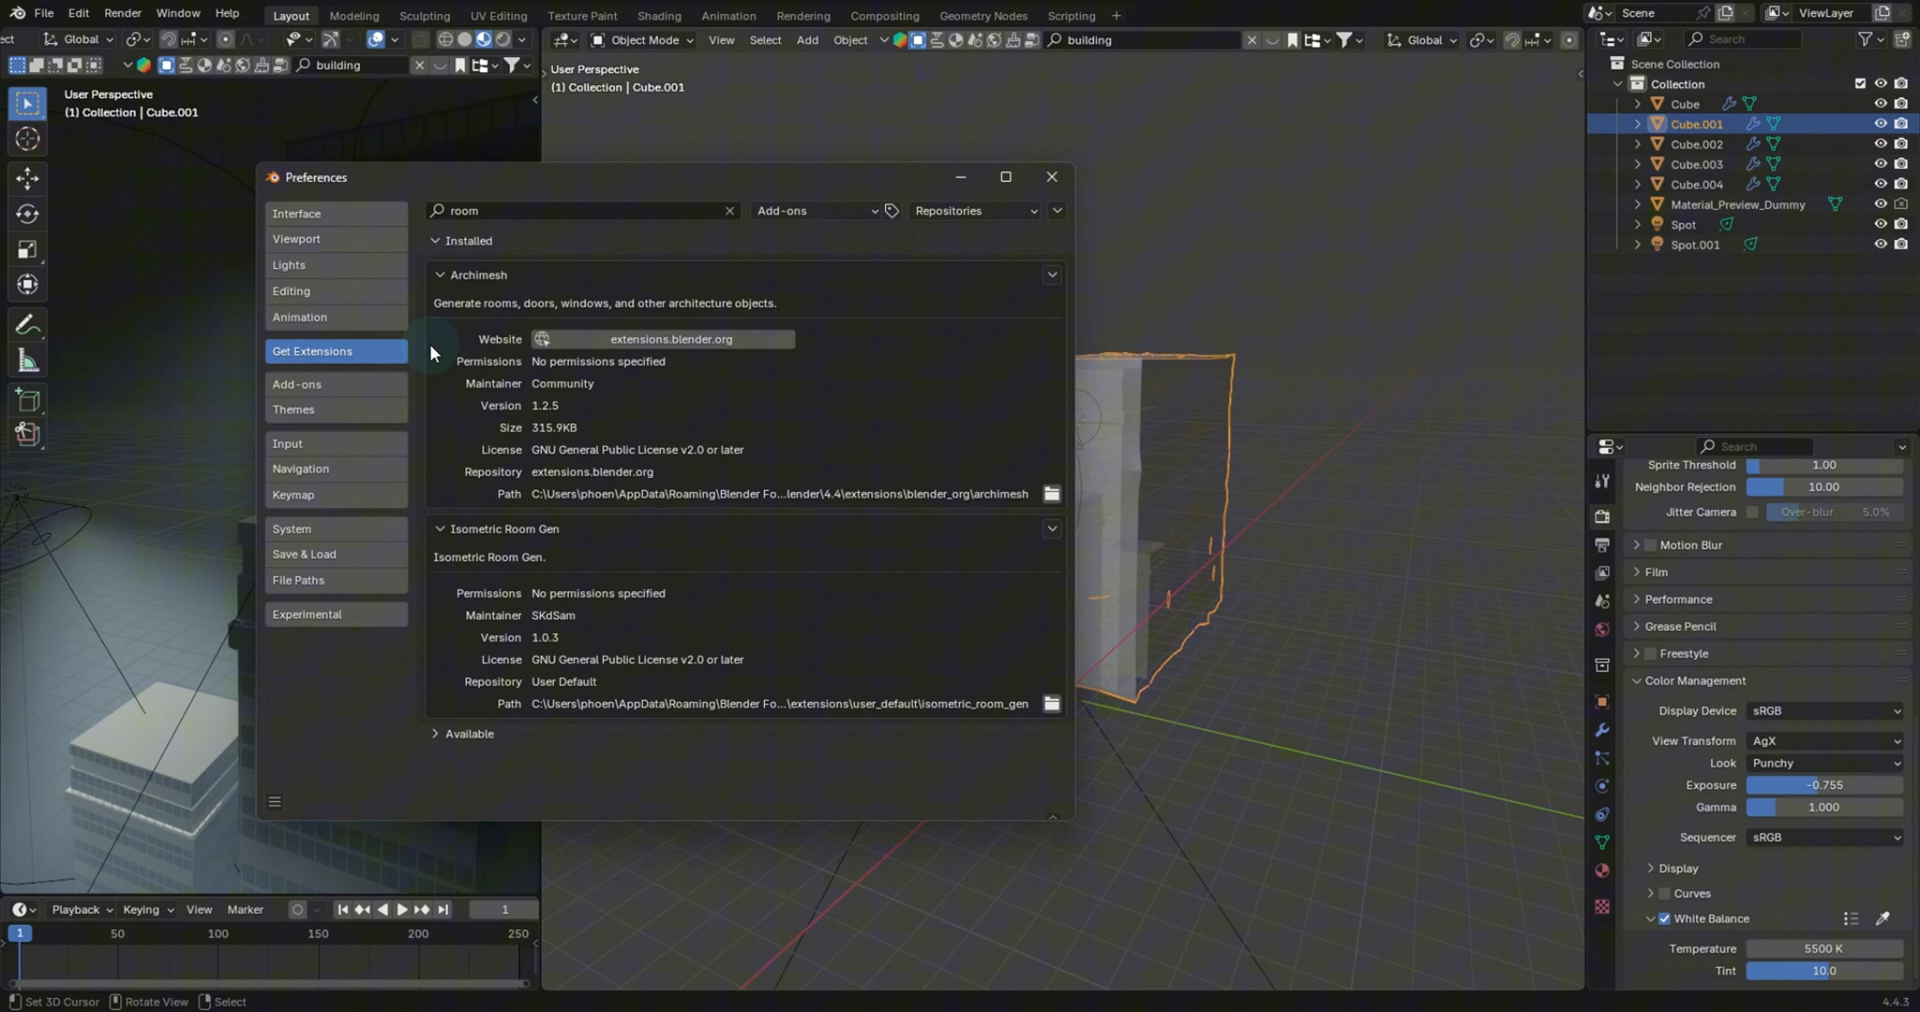 File Edit Render Window Help
Layout Modeling Sculpting UV Editing Texture Paint Shading Animation Rendering Compositing Geometry Nodes Scripting +
Scene
ViewLayer
ect Global
building
User Perspective
(1) Collection | Cube.001
Object Mode View Select Add Object building Global
User Perspective
(1) Collection | Cube.001
Search
Scene Collection
Collection
Cube
Cube.001
Cube.002
Cube.003
Cube.004
Material_Preview_Dummy
Spot
Spot.001
Preferences
Interface
Viewport
Lights
Editing
Animation
Get Extensions
Add-ons
Themes
Input
Navigation
Keymap
System
Save & Load
File Paths
Experimental
room Add-ons Repositories
Installed
Archimesh
Generate rooms, doors, windows, and other architecture objects.
Website extensions.blender.org
Permissions No permissions specified
Maintainer Community
Version 1.2.5
Size 315.9KB
License GNU General Public License v2.0 or later
Repository extensions.blender.org
Path C:\Users\phoen\AppData\Roaming\Blender Fo...lender\4.4\extensions\blender_org\archimesh
Isometric Room Gen
Isometric Room Gen.
Permissions No permissions specified
Maintainer SKdSam
Version 1.0.3
License GNU General Public License v2.0 or later
Repository User Default
Path C:\Users\phoen\AppData\Roaming\Blender Fo...\extensions\user_default\isometric_room_gen
Available
Search
Sprite Threshold 1.00
Neighbor Rejection 10.00
Jitter Camera Over-blur 5.0%
Motion Blur
Film
Performance
Grease Pencil
Freestyle
Color Management
Display Device sRGB
View Transform AgX
Look Punchy
Exposure -0.755
Gamma 1.000
Sequencer sRGB
Display
Curves
White Balance
Temperature 5500 K
Tint 10.0
Playback Keying View Marker 1
1 50 100 150 200 250
Set 3D Cursor Rotate View Select
4.4.3